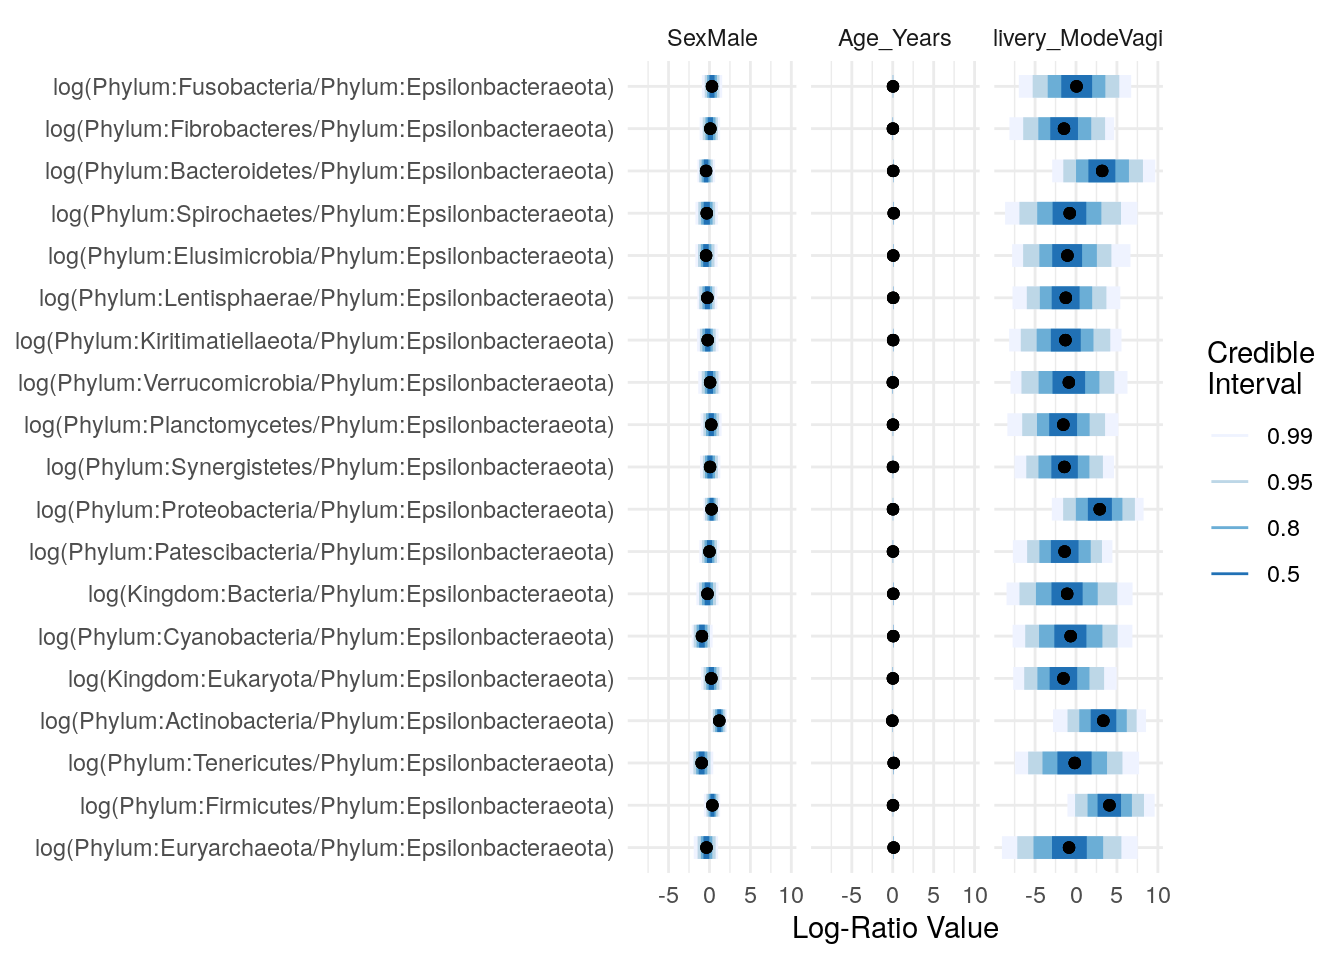 SexMale Age_Years livery_ModeVagi
log(Phylum:Fusobacteria/Phylum:Epsilonbacteraeota)
log(Phylum:Fibrobacteres/Phylum:Epsilonbacteraeota)
log(Phylum:Bacteroidetes/Phylum:Epsilonbacteraeota)
log(Phylum:Spirochaetes/Phylum:Epsilonbacteraeota)
log(Phylum:Elusimicrobia/Phylum:Epsilonbacteraeota)
log(Phylum:Lentisphaerae/Phylum:Epsilonbacteraeota)
log(Phylum:Kiritimatiellaeota/Phylum:Epsilonbacteraeota)
log(Phylum:Verrucomicrobia/Phylum:Epsilonbacteraeota)
log(Phylum:Planctomycetes/Phylum:Epsilonbacteraeota)
log(Phylum:Synergistetes/Phylum:Epsilonbacteraeota)
log(Phylum:Proteobacteria/Phylum:Epsilonbacteraeota)
log(Phylum:Patescibacteria/Phylum:Epsilonbacteraeota)
log(Kingdom:Bacteria/Phylum:Epsilonbacteraeota)
log(Phylum:Cyanobacteria/Phylum:Epsilonbacteraeota)
log(Kingdom:Eukaryota/Phylum:Epsilonbacteraeota)
log(Phylum:Actinobacteria/Phylum:Epsilonbacteraeota)
log(Phylum:Tenericutes/Phylum:Epsilonbacteraeota)
log(Phylum:Firmicutes/Phylum:Epsilonbacteraeota)
log(Phylum:Euryarchaeota/Phylum:Epsilonbacteraeota)
-5 0 5 10 -5 0 5 10 -5 0 5 10
Log-Ratio Value
Credible
Interval
0.99
0.95
0.8
0.5